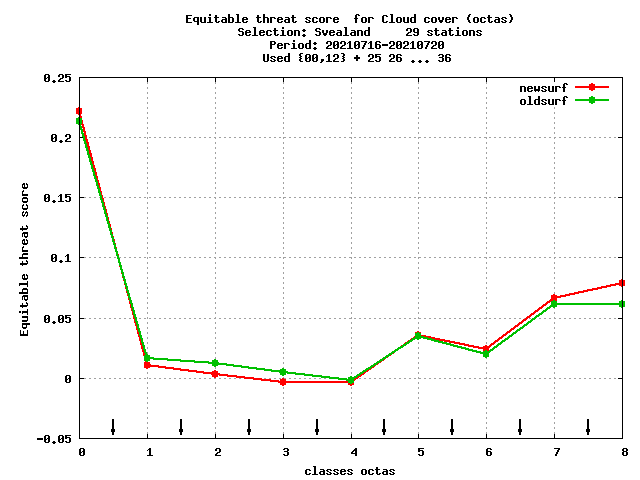 Equitable threat score  for Cloud cover (octas)
Selection: Svealand     29 stations
Period: 20210716-20210720
Used {00,12} + 25 26 ... 36
0.25
0.2
0.15
0.1
0.05
0
-0.05
Equitable threat score
newsurf
oldsurf
0 1 2 3 4 5 6 7 8
classes octas